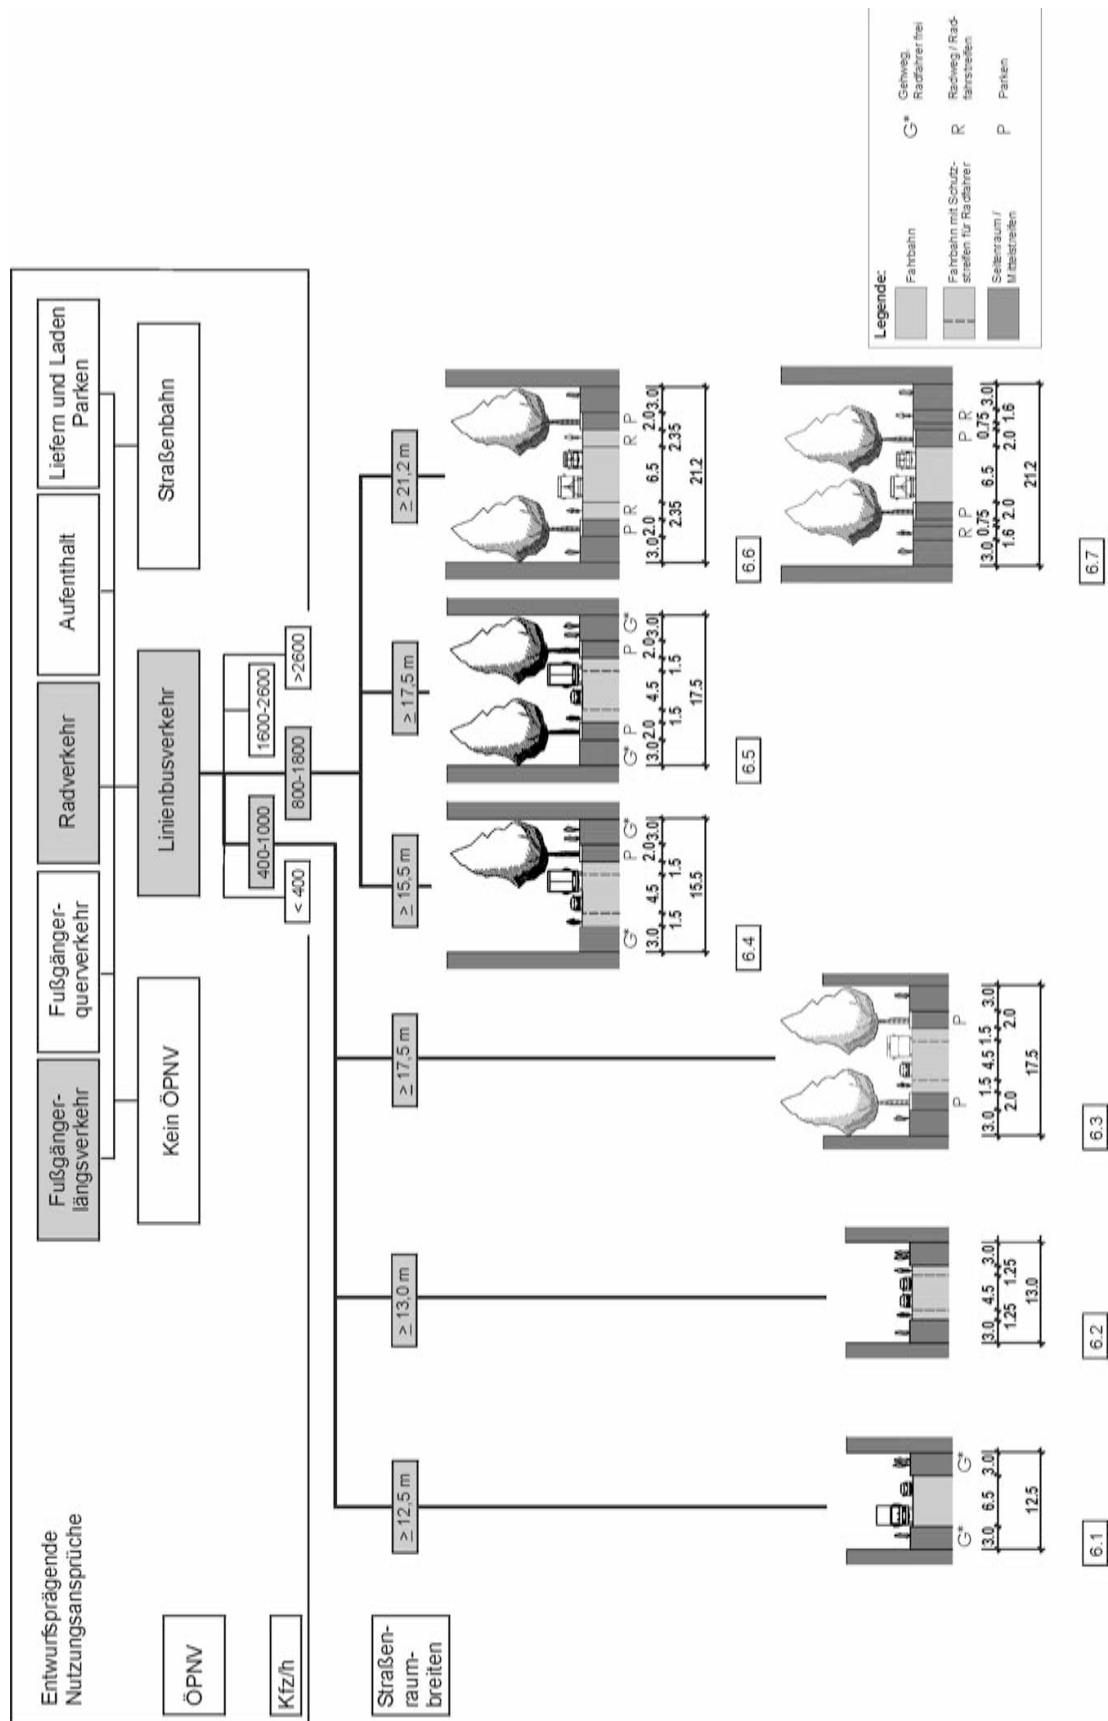 Entwurfsprägende
Nutzungsansprüche
Fußgänger-
längsverkehr
Fußgänger-
querverkehr
Radverkehr
Aufenthalt
Liefern und Laden
Parken
ÖPNV
Kein ÖPNV
Linienbusverkehr
Straßenbahn
Kfz/h
< 400
400-1000
800-1800
1600-2600
>2600
Straßen-
raum-
breiten
≥ 12,5 m
≥ 13,0 m
≥ 17,5 m
≥ 15,5 m
≥ 17,5 m
≥ 21,2 m
G* G*
3.0 6.5 3.0
12.5
6.1
3.0 4.5 3.0
1.25 1.25
13.0
6.2
P P
3.0 1.5 4.5 1.5 3.0
2.0 2.0
17.5
6.3
G* P G*
3.0 4.5 2.0 3.0
1.5 1.5
15.5
6.4
G* P P G*
3.0 2.0 4.5 2.0 3.0
1.5 1.5
17.5
6.5
P R R P
3.0 2.0 6.5 2.0 3.0
2.35 2.35
21.2
6.6
R P P R
3.0 0.75 6.5 0.75 3.0
1.6 2.0 2.0 1.6
21.2
6.7
Legende:
Fahrbahn
Fahrbahn mit Schutz-
streifen für Radfahrer
Seitenraum /
Mittelstreifen
G* Gehweg,
Radfahrer frei
R Radweg / Rad-
fahrstreifen
P Parken